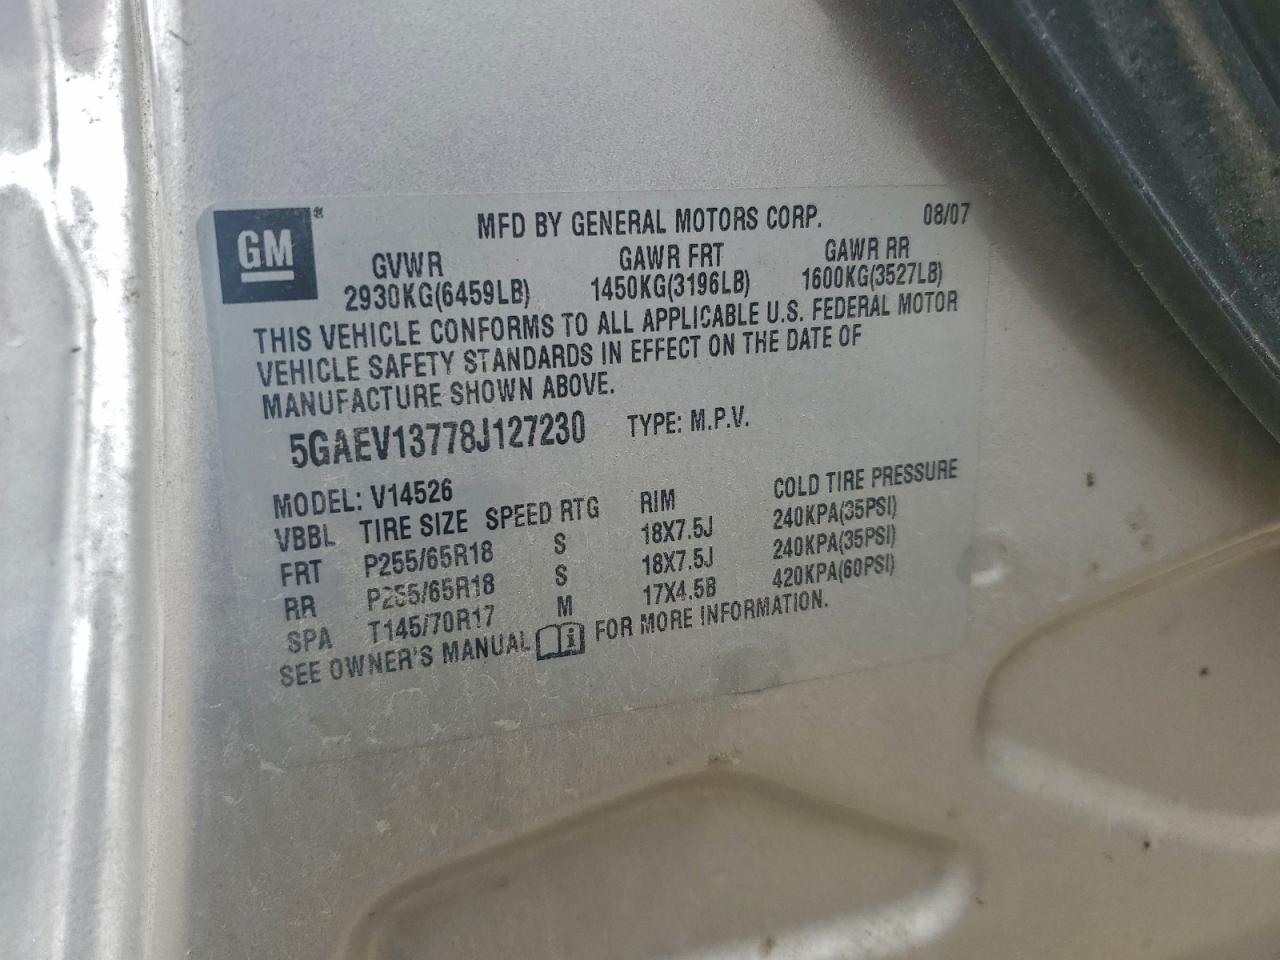 GM
MFD BY GENERAL MOTORS CORP. 08/07
GVWR GAWR FRT GAWR RR
2930KG(6459LB) 1450KG(3196LB) 1600KG(3527LB)
THIS VEHICLE CONFORMS TO ALL APPLICABLE U.S. FEDERAL MOTOR
VEHICLE SAFETY STANDARDS IN EFFECT ON THE DATE OF
MANUFACTURE SHOWN ABOVE.
5GAEV13778J127230 TYPE: M.P.V.
MODEL: V14526
VBBL TIRE SIZE SPEED RTG RIM COLD TIRE PRESSURE
FRT P255/65R18 S 18X7.5J 240KPA(35PSI)
RR P255/65R18 S 18X7.5J 240KPA(35PSI)
SPA T145/70R17 M 17X4.5B 420KPA(60PSI)
SEE OWNER'S MANUAL FOR MORE INFORMATION.